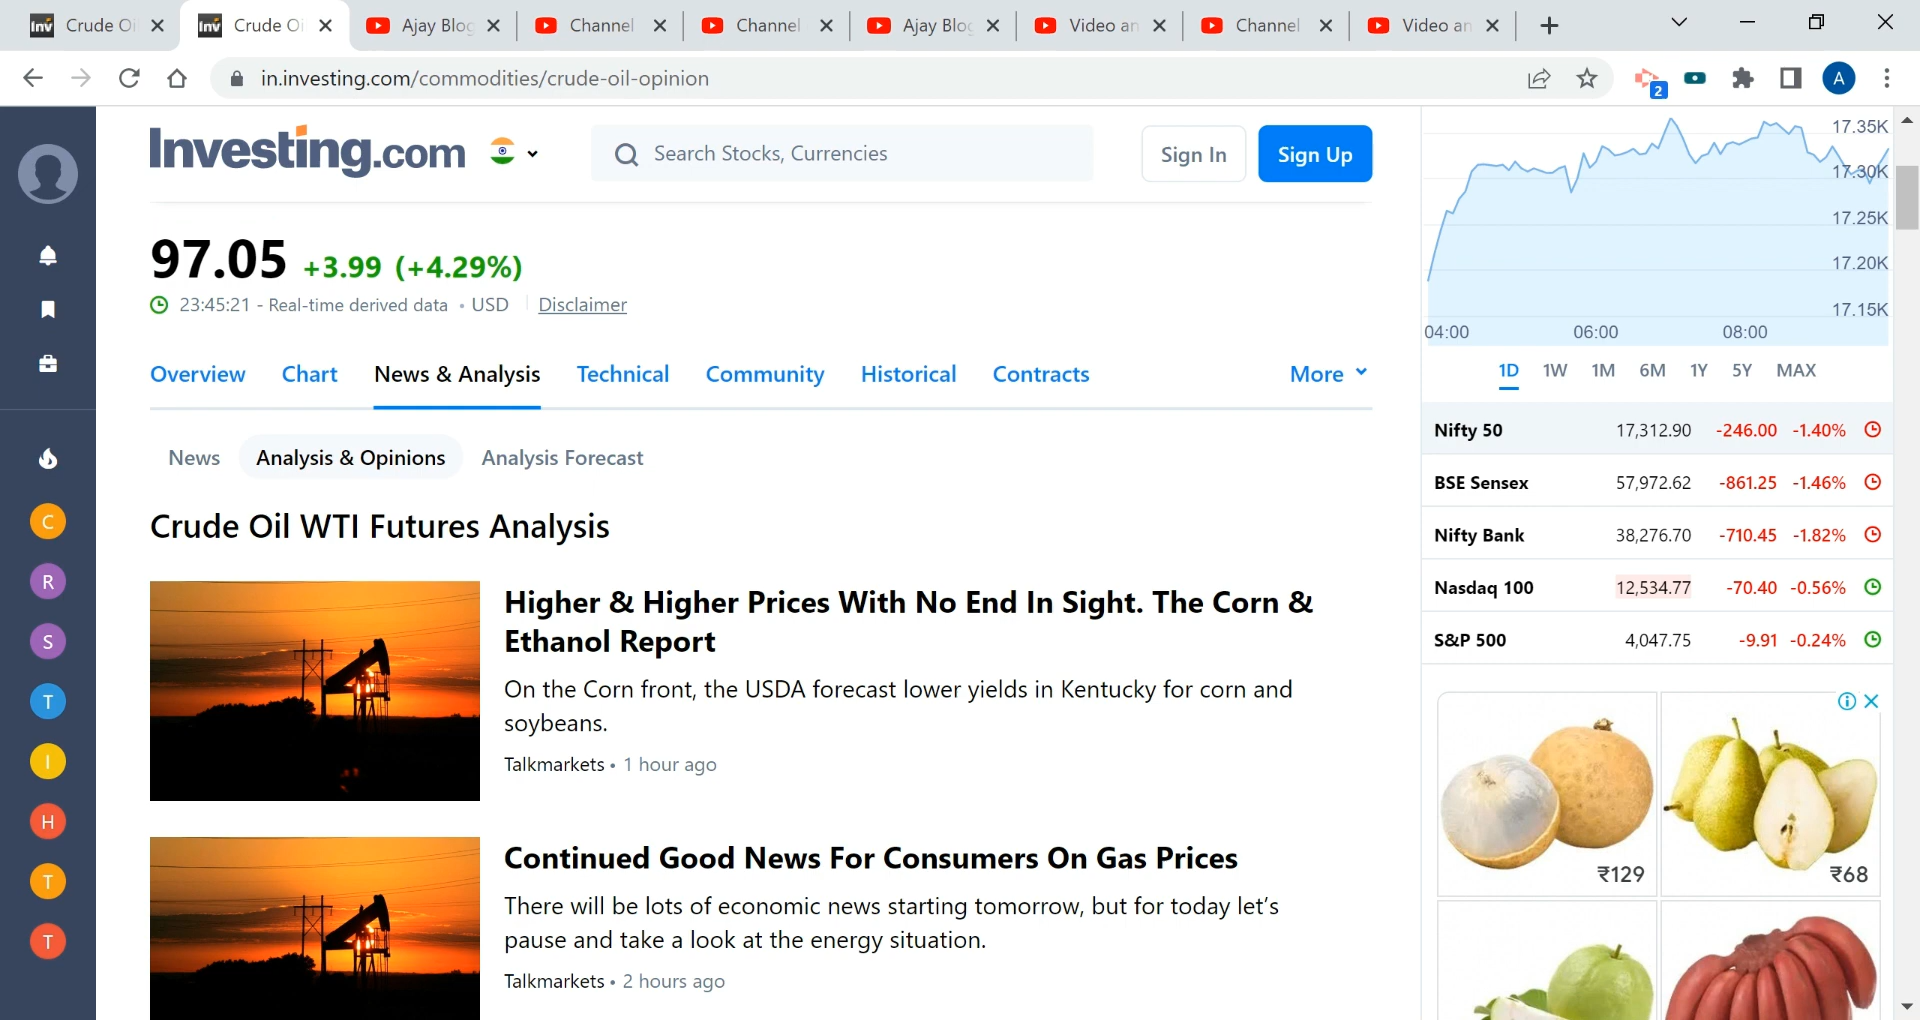 Crude Oi
Crude Oi
Ajay Blog
Channel
Channel
Ajay Blog
Video an
Channel
Video an
in.investing.com/commodities/crude-oil-opinion
2
A
Investing.com
Search Stocks, Currencies
Sign In
Sign Up
97.05 +3.99 (+4.29%)
23:45:21 - Real-time derived data • USD
Disclaimer
Overview
Chart
News & Analysis
Technical
Community
Historical
Contracts
More
News
Analysis & Opinions
Analysis Forecast
Crude Oil WTI Futures Analysis
Higher & Higher Prices With No End In Sight. The Corn &
Ethanol Report
On the Corn front, the USDA forecast lower yields in Kentucky for corn and
soybeans.
Talkmarkets • 1 hour ago
Continued Good News For Consumers On Gas Prices
There will be lots of economic news starting tomorrow, but for today let’s
pause and take a look at the energy situation.
Talkmarkets • 2 hours ago
C
R
S
T
I
H
T
T
17.35K
17.30K
17.25K
17.20K
17.15K
04:00 06:00 08:00
1D 1W 1M 6M 1Y 5Y MAX
Nifty 50 17,312.90 -246.00 -1.40%
BSE Sensex 57,972.62 -861.25 -1.46%
Nifty Bank 38,276.70 -710.45 -1.82%
Nasdaq 100 12,534.77 -70.40 -0.56%
S&P 500 4,047.75 -9.91 -0.24%
₹129
₹68